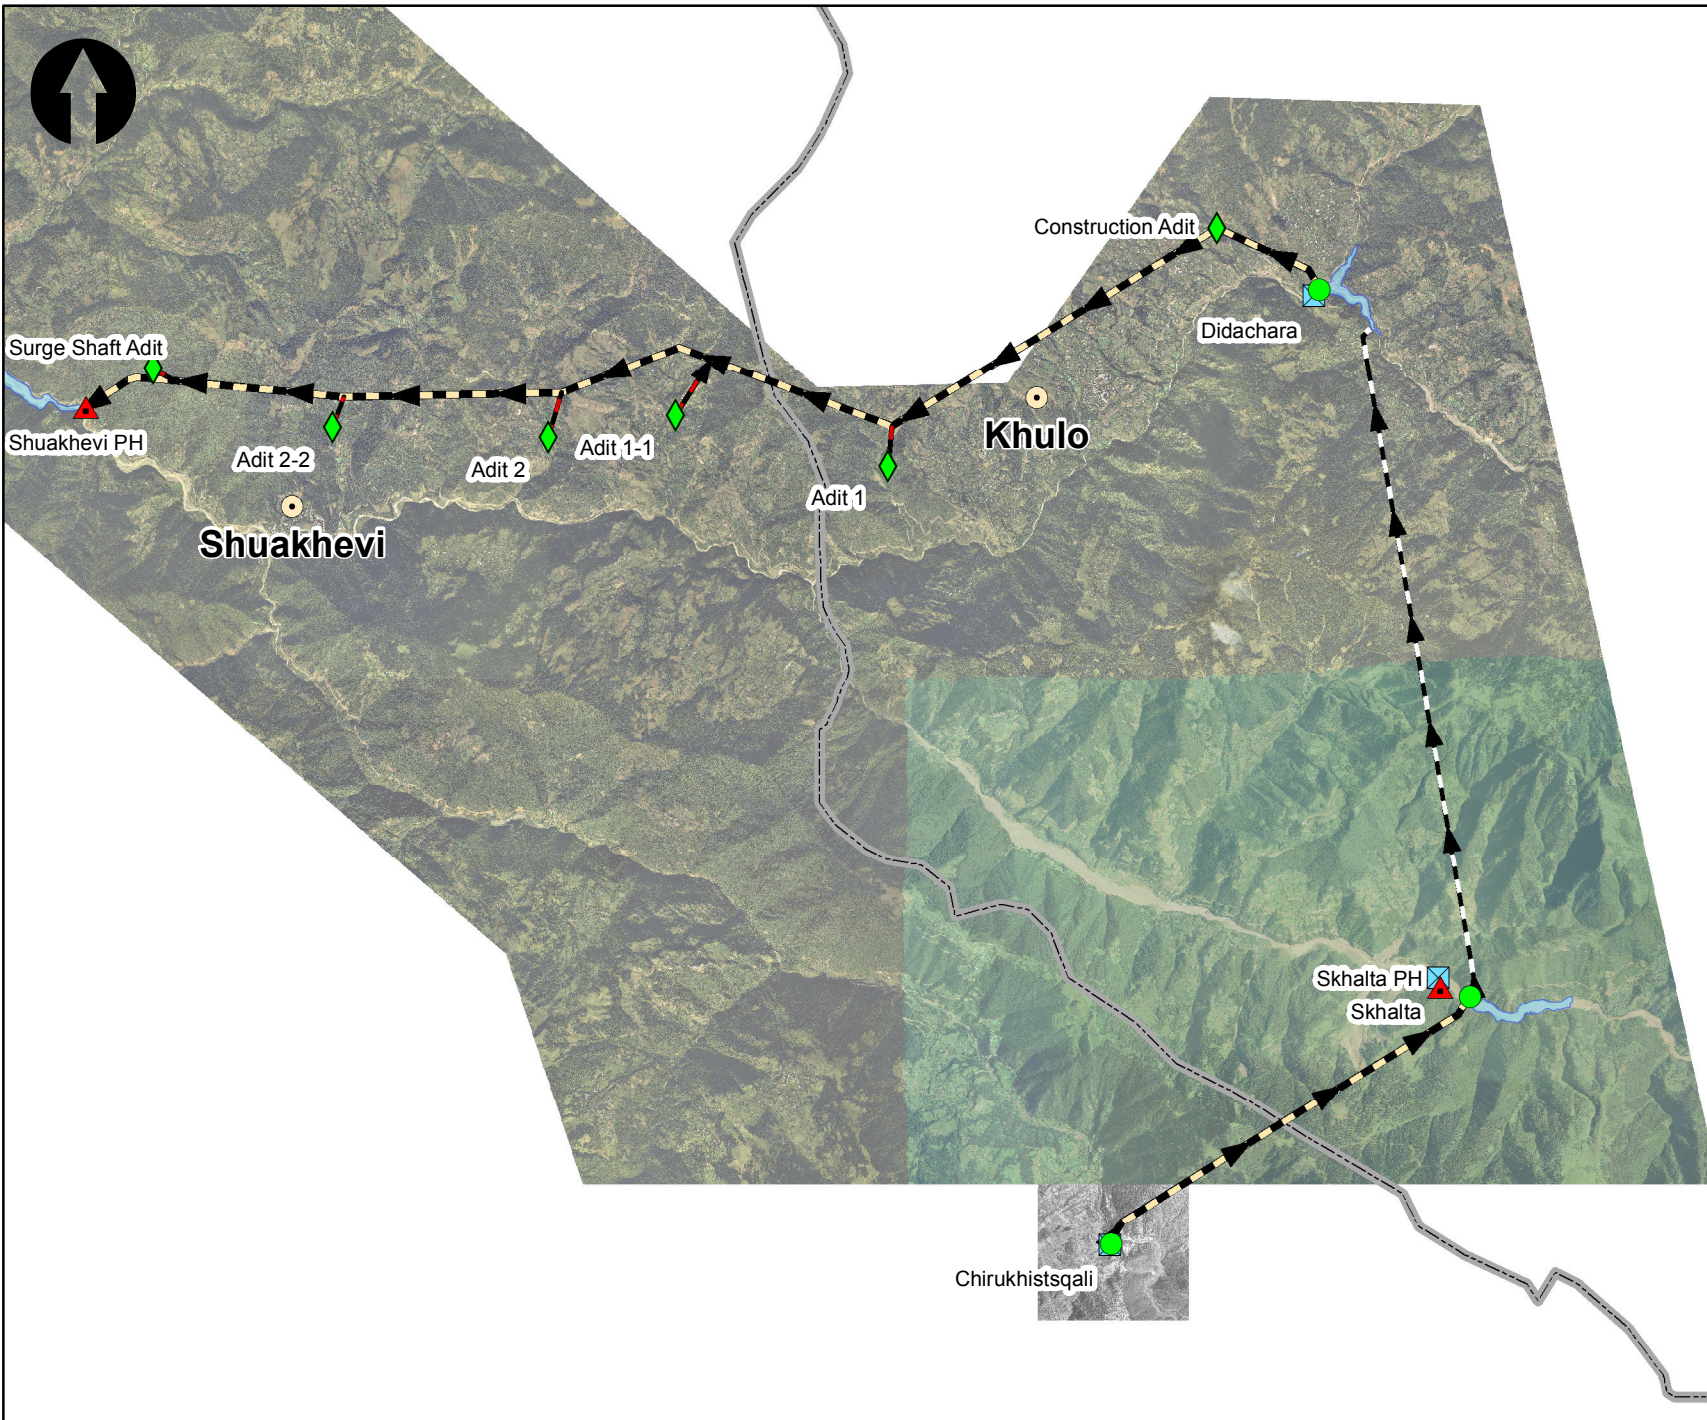 Construction Adit
Didachara
Surge Shaft Adit
Khulo
Shuakhevi PH
Adit 2-2
Adit 2
Adit 1-1
Adit 1
Shuakhevi
Skhalta PH
Skhalta
Chirukhistsqali